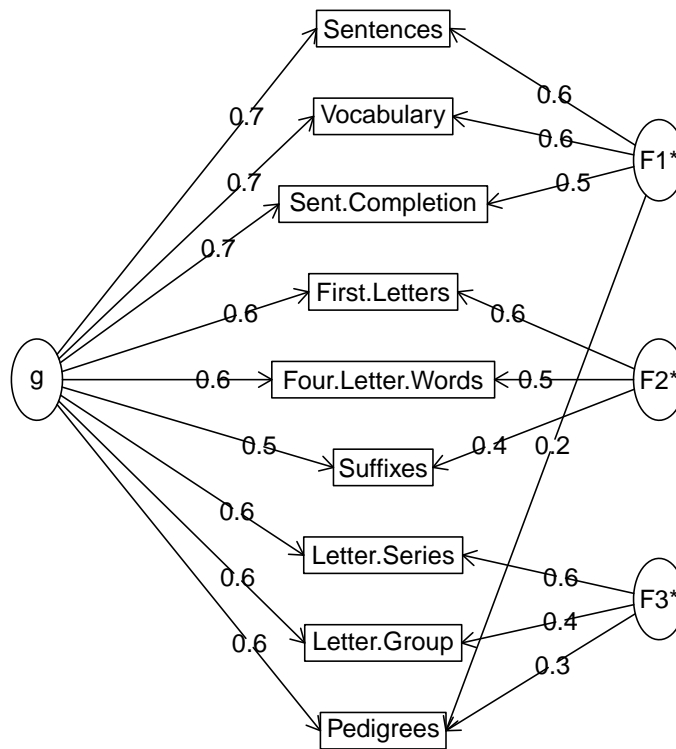 Sentences
0.6
0.7
Vocabulary
0.6
F1*
0.7
Sent.Completion
0.5
0.7
First.Letters
0.6
0.6
g
0.6
Four.Letter.Words
0.5
F2*
0.5
Suffixes
0.4
0.2
0.6
Letter.Series
0.6
F3*
0.6
Letter.Group
0.4
0.6
0.3
Pedigrees